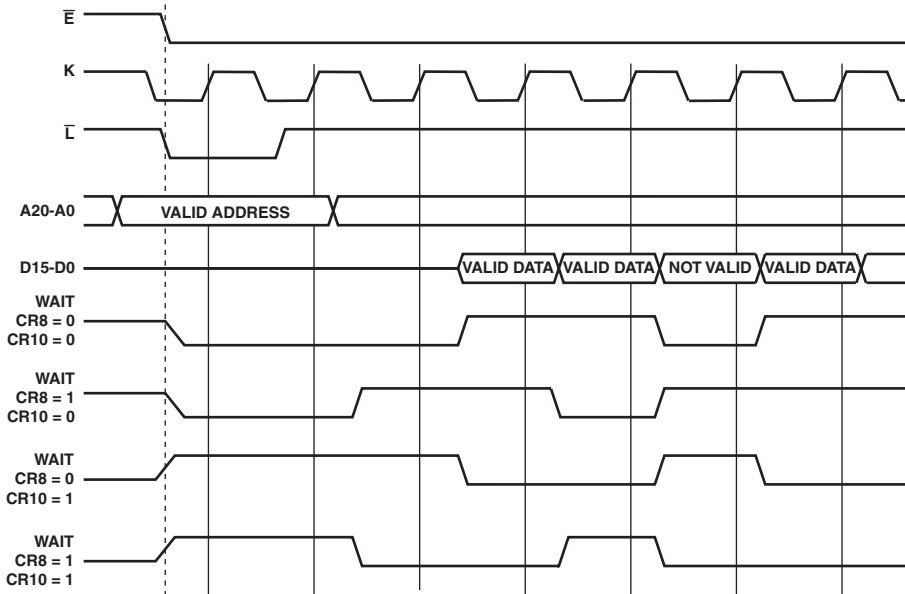 E̅
K
L̅
A20-A0 VALID ADDRESS
D15-D0 VALID DATA VALID DATA NOT VALID VALID DATA
WAIT
CR8 = 0
CR10 = 0
WAIT
CR8 = 1
CR10 = 0
WAIT
CR8 = 0
CR10 = 1
WAIT
CR8 = 1
CR10 = 1